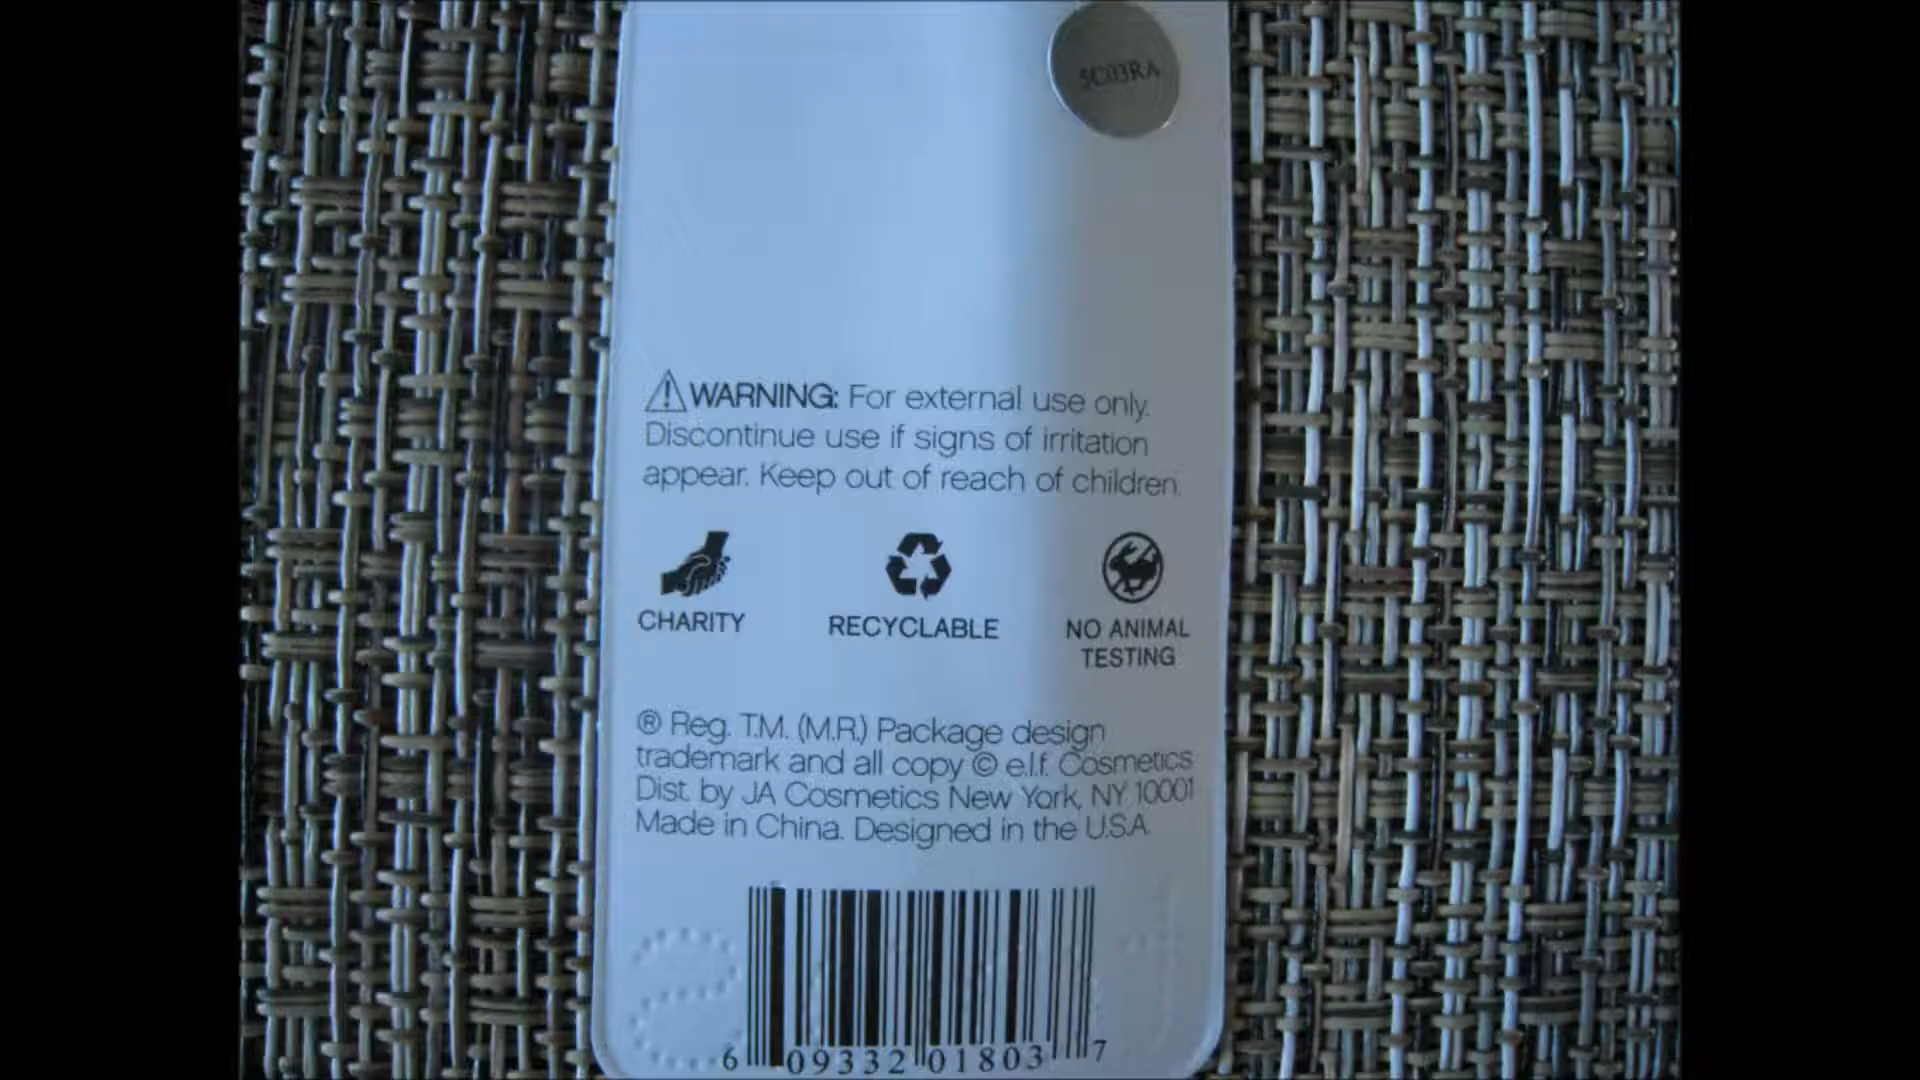 5C03RA
⚠WARNING: For external use only.
Discontinue use if signs of irritation
appear. Keep out of reach of children.
CHARITY RECYCLABLE NO ANIMAL
TESTING
® Reg. T.M. (M.R.) Package design
trademark and all copy © e.l.f. Cosmetics
Dist. by JA Cosmetics New York, NY 10001
Made in China. Designed in the U.S.A.
6 09332 01803 7